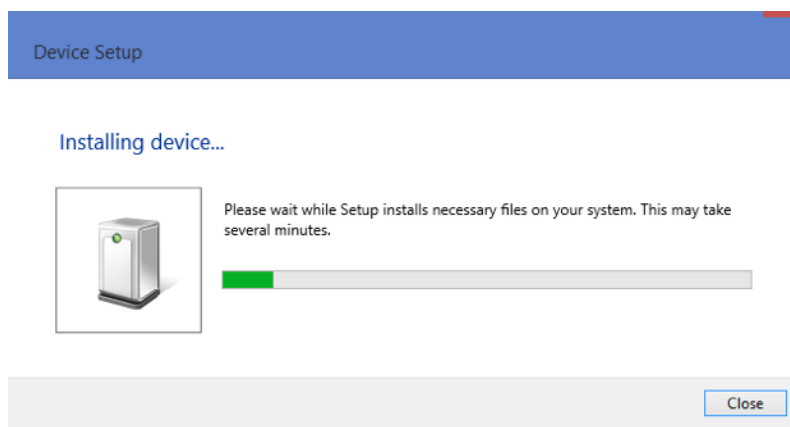 Device Setup
Installing device...
Please wait while Setup installs necessary files on your system. This may take
several minutes.
Close